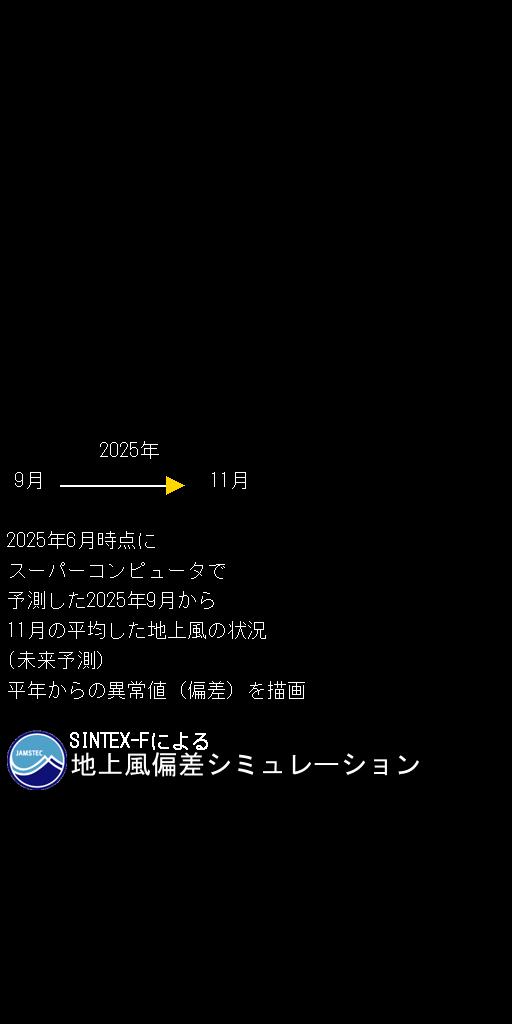 2025年
9月 11月
2025年6月時点に
スーパーコンピュータで
予測した2025年9月から
11月の平均した地上風の状況
(未来予測)
平年からの異常値（偏差）を描画
SINTEX-Fによる
JAMSTEC
地上風偏差シミュレーション